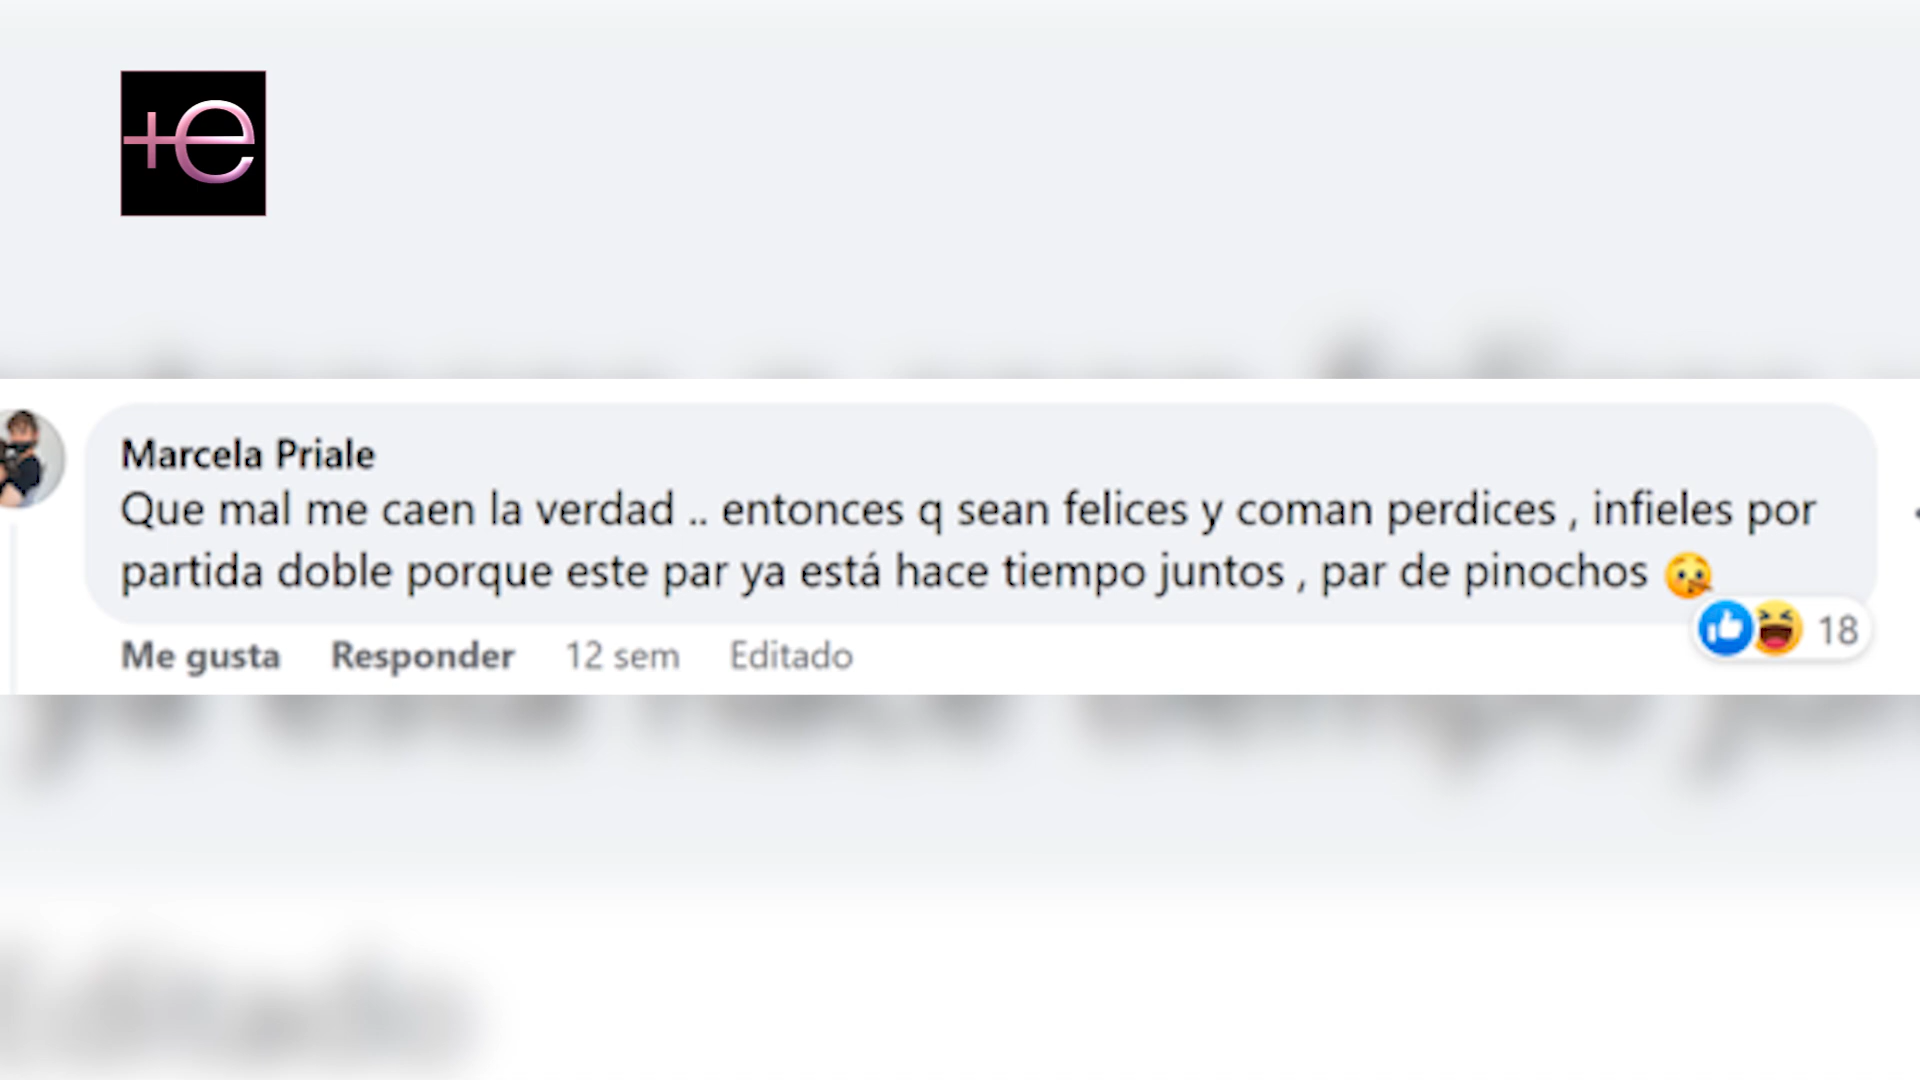 +e
Marcela Priale
Que mal me caen la verdad .. entonces q sean felices y coman perdices , infieles por
partida doble porque este par ya está hace tiempo juntos , par de pinochos 🤥
Me gusta Responder 12 sem Editado 18